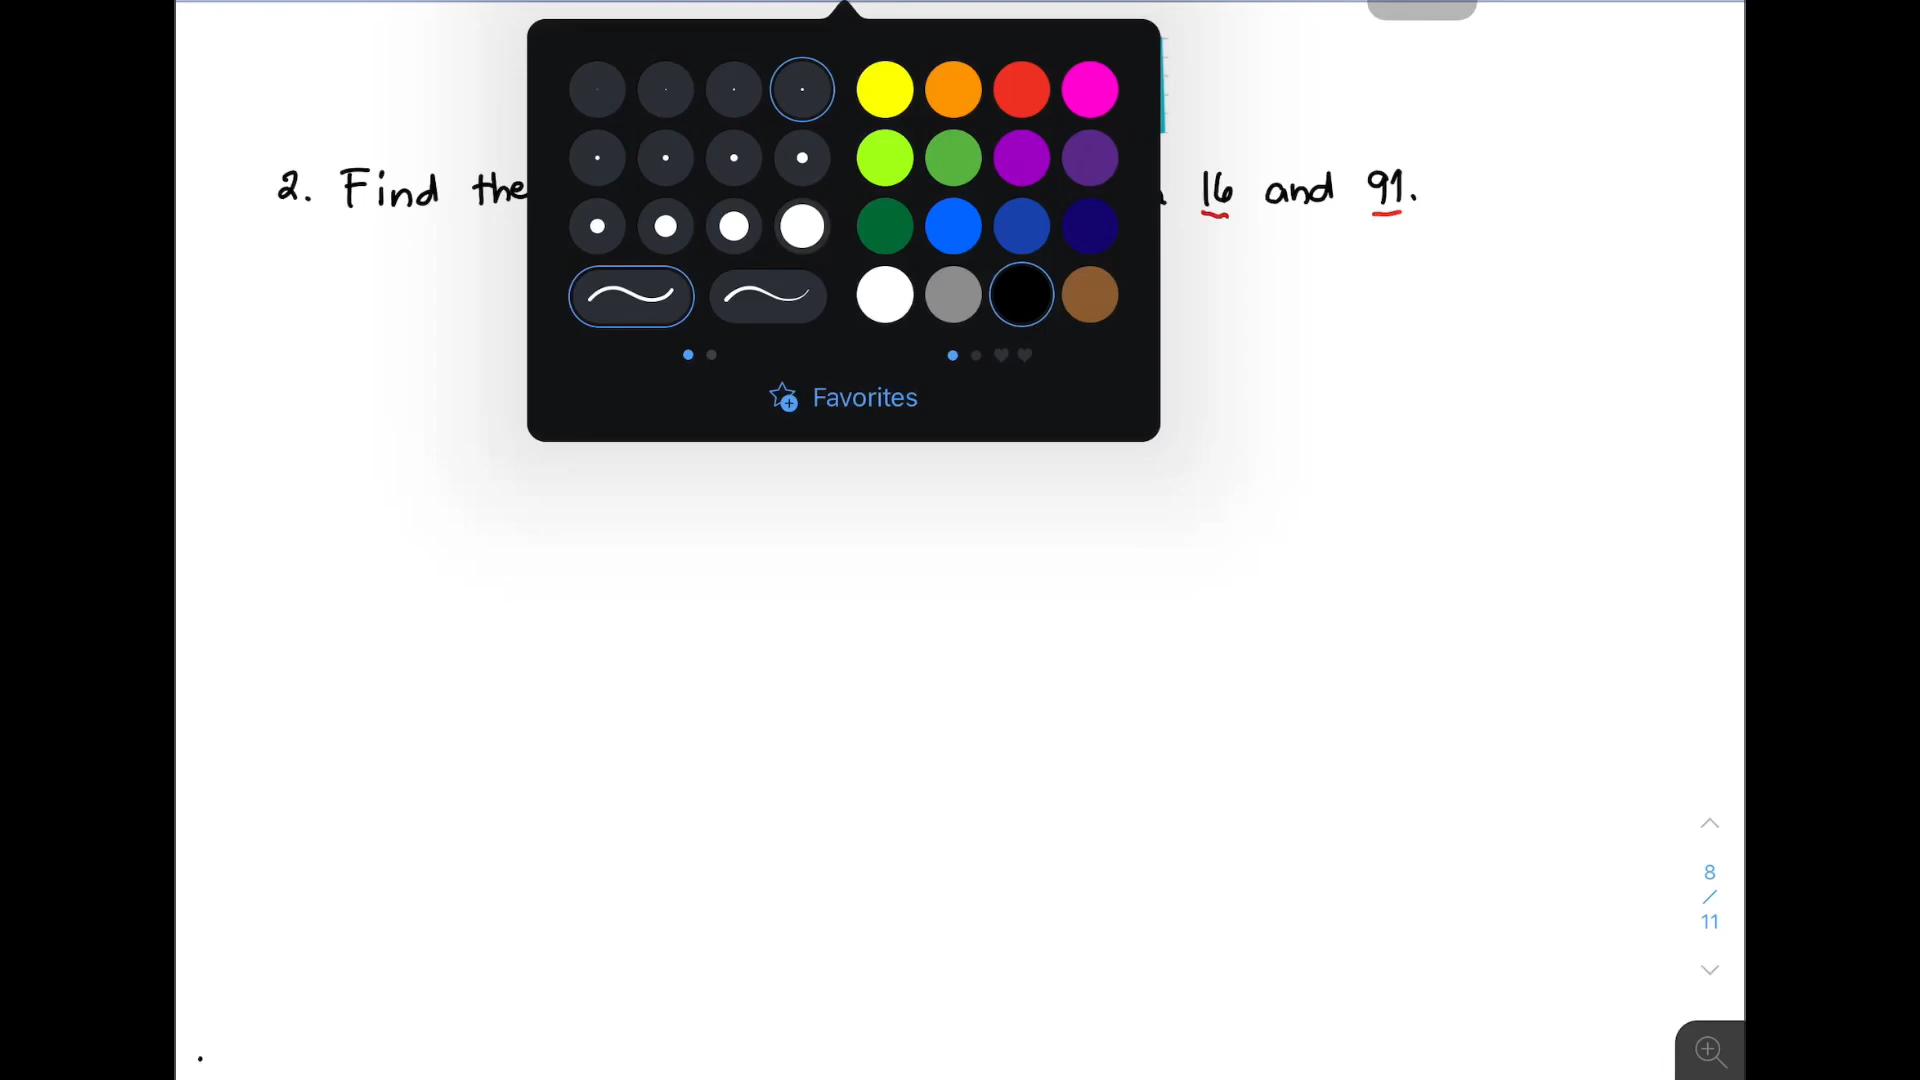 2. Find the 16 and 91.
Favorites
8
/
11